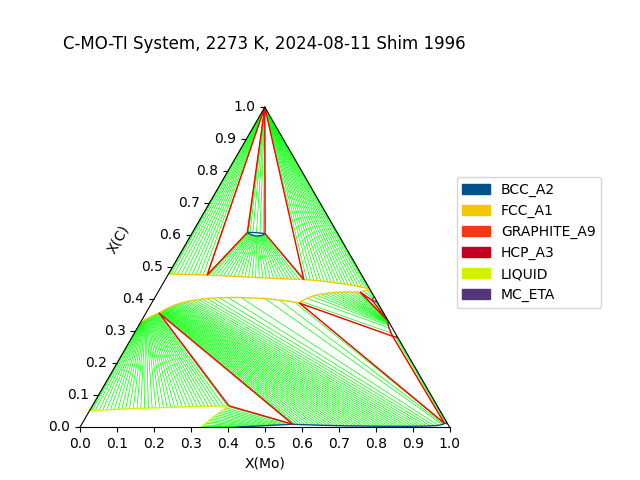 C-MO-TI System, 2273 K, 2024-08-11 Shim 1996
1.0
0.9
0.8
0.7
0.6
0.5
0.4
0.3
0.2
0.1
0.0
X(C)
0.0 0.1 0.2 0.3 0.4 0.5 0.6 0.7 0.8 0.9 1.0
X(Mo)
BCC_A2
FCC_A1
GRAPHITE_A9
HCP_A3
LIQUID
MC_ETA